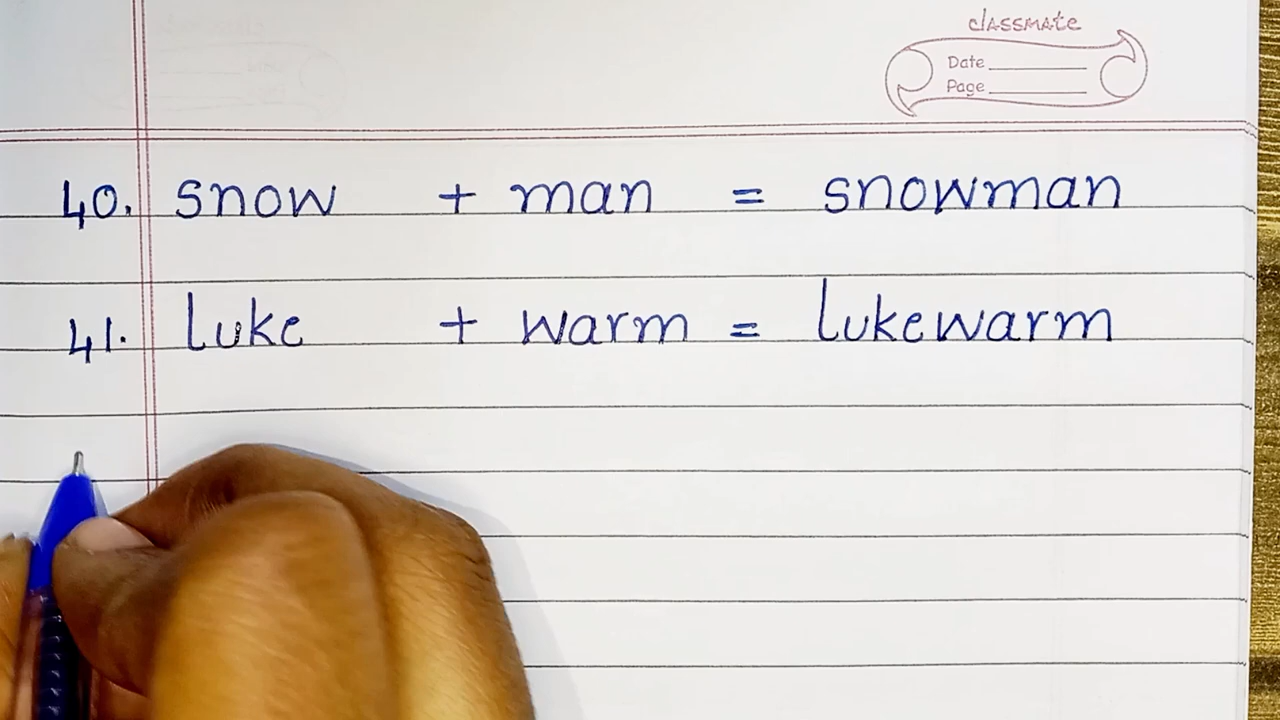 classmate
Date
Page
40. snow + man = snowman
41. luke + warm = lukewarm